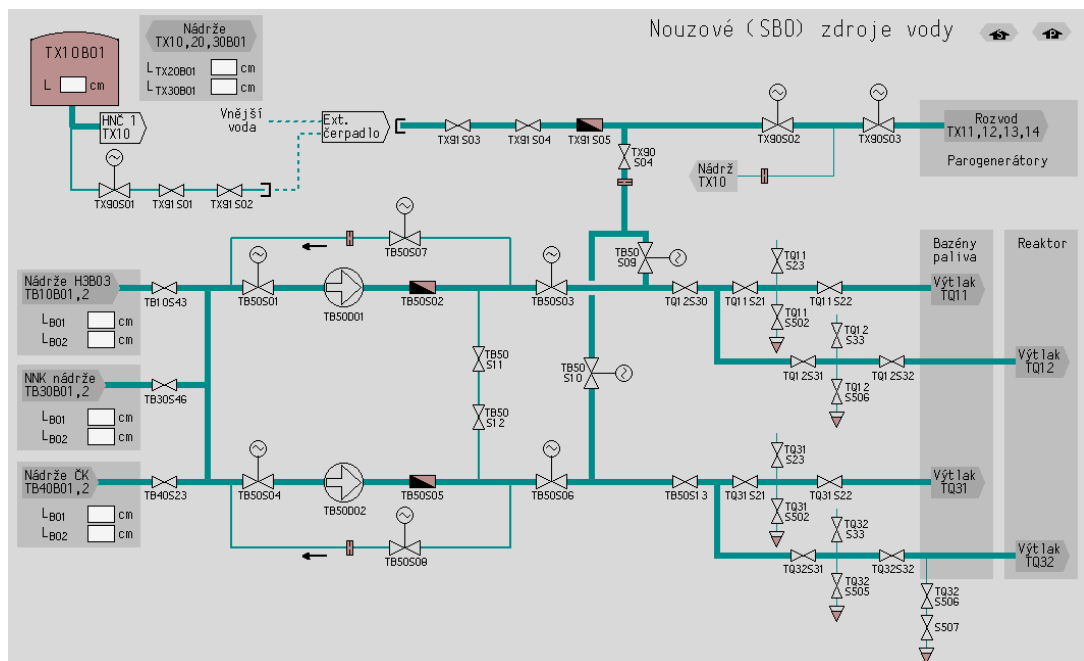 Nouzové (SBO) zdroje vody
S
P
TX10B01
L cm
Nádrže
TX10,20,30B01
L TX20B01 cm
L TX30B01 cm
HNČ 1
TX10
Vnější
voda
Ext.
čerpadlo
TX91S03
TX91S04
TX91S05
TX90
S04
TX90S02
TX90S03
Rozvod
TX11,12,13,14
Parogenerátory
Nádrž
TX10
TX90S01
TX91S01
TX91S02
TB50S07
TB50
S09
TQ11
S23
Bazény
paliva
Reaktor
Nádrže H3BO3
TB10B01,2
LB01 cm
LB02 cm
TB10S43
TB50S01
TB50D01
TB50S02
TB50S03
TQ12S30
TQ11S21
TQ11S22
Výtlak
TQ11
TQ11
S502
TQ12
S33
TB50
S11
TB50
S10
TQ12S31
TQ12S32
Výtlak
TQ12
NNK nádrže
TB30B01,2
LB01 cm
LB02 cm
TB30S46
TB50
S12
TQ12
S506
TQ31
S23
Nádrže ČK
TB40B01,2
LB01 cm
LB02 cm
TB40S23
TB50S04
TB50D02
TB50S05
TB50S06
TB50S13
TQ31S21
TQ31S22
Výtlak
TQ31
TQ31
S502
TQ32
S33
TB50S08
TQ32S31
TQ32S32
Výtlak
TQ32
TQ32
S505
TQ32
S506
S507